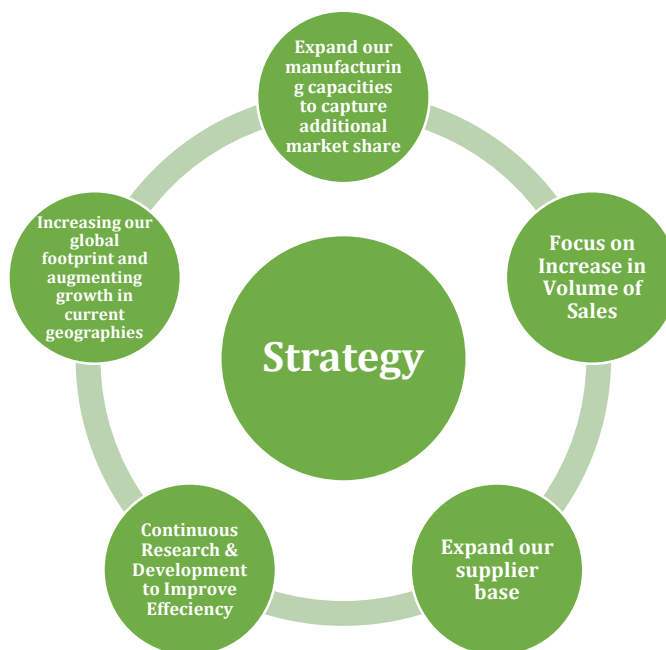 Expand our
manufacturin
g capacities
to capture
additional
market share
Focus on
Increase in
Volume of
Sales
Expand our
supplier
base
Continuous
Research &
Development
to Improve
Effeciency
Increasing our
global
footprint and
augmenting
growth in
current
geographies
Strategy